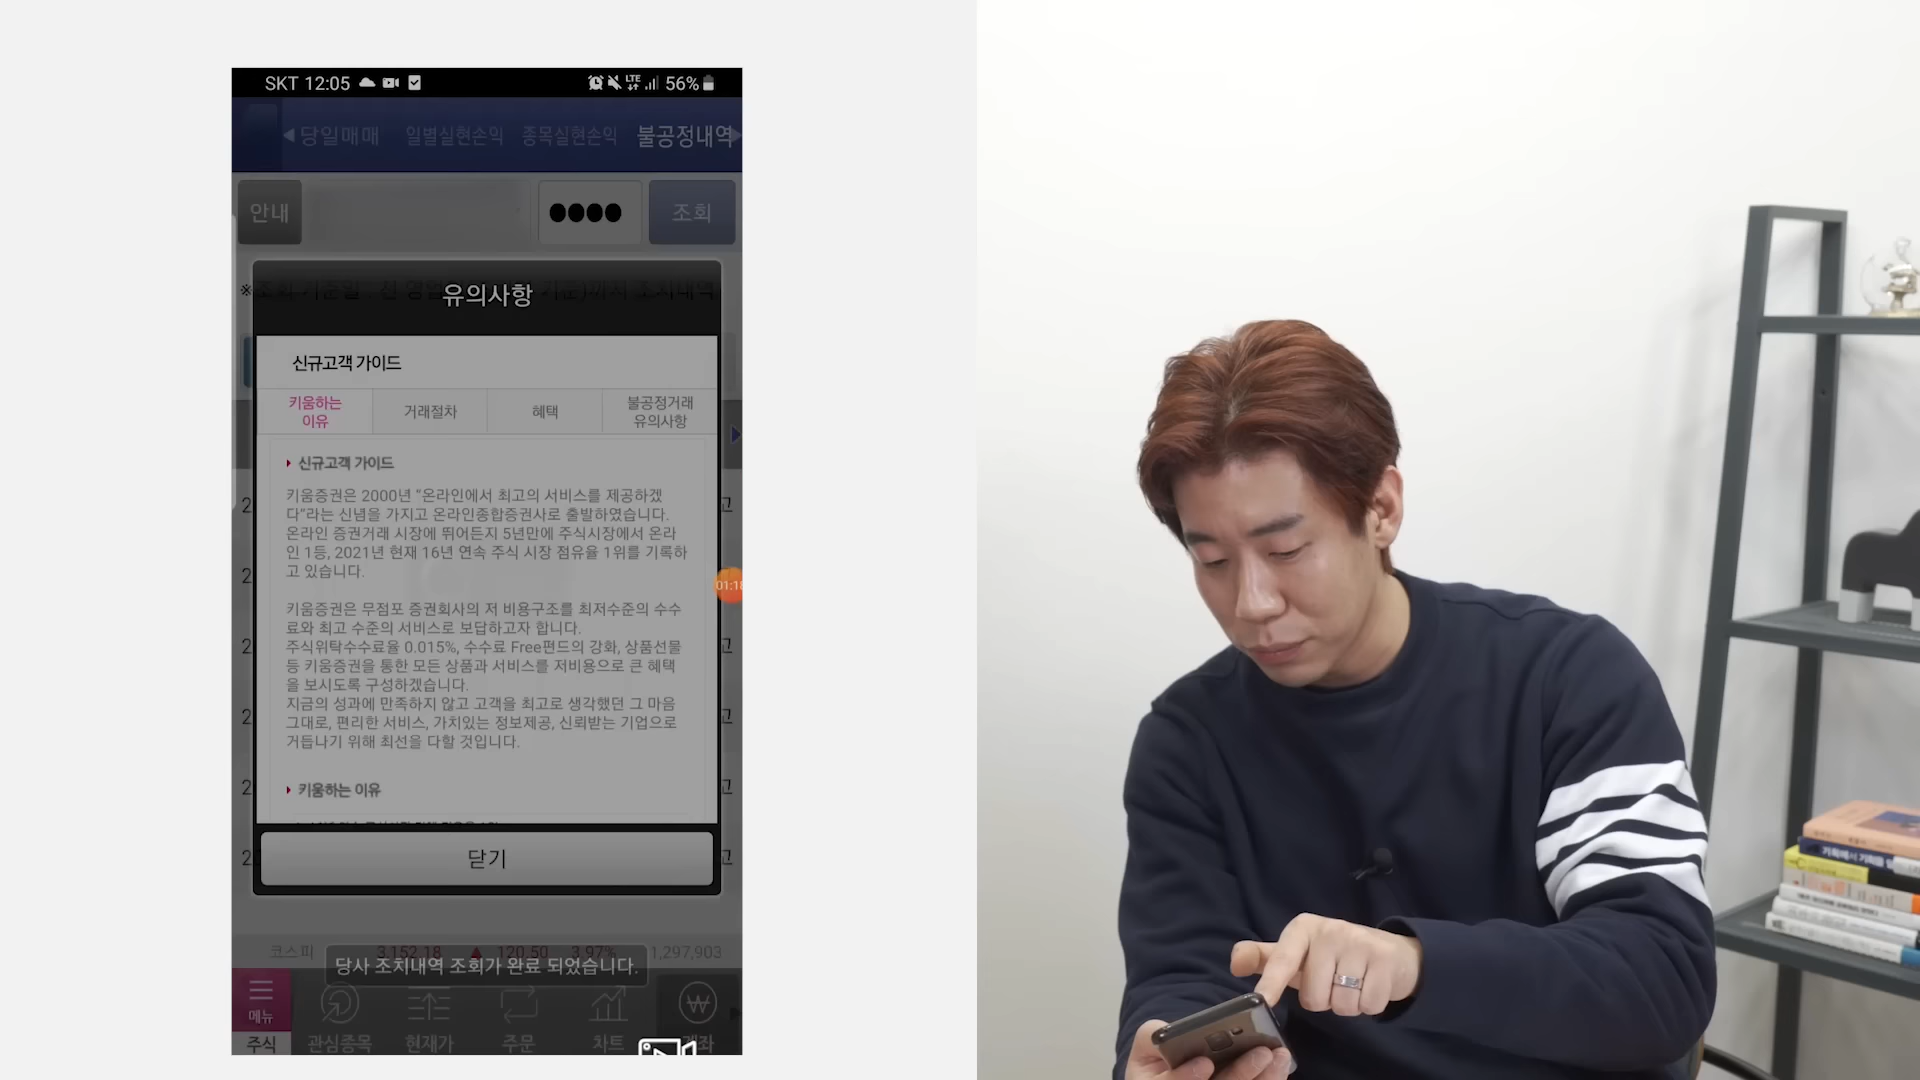 SKT 12:05
LTE
56%
당일매매 일별실현손익 종목실현손익 불공정내역
안내
조회
유의사항
신규고객 가이드
키움하는
이유
거래절차
혜택
불공정거래
유의사항
신규고객 가이드
키움증권은 2000년 "온라인에서 최고의 서비스를 제공하겠
다"라는 신념을 가지고 온라인종합증권사로 출발하였습니다.
온라인 증권거래 시장에 뛰어든지 5년만에 주식시장에서 온라
인 1등, 2021년 현재 16년 연속 주식 시장 점유율 1위를 기록하
고 있습니다.
01:18
키움증권은 무점포 증권회사의 저 비용구조를 최저수준의 수수
료와 최고 수준의 서비스로 보답하고자 합니다.
주식위탁수수료율 0.015%, 수수료 Free펀드의 강화, 상품선물
등 키움증권을 통한 모든 상품과 서비스를 저비용으로 큰 혜택
을 보시도록 구성하겠습니다.
지금의 성과에 만족하지 않고 고객을 최고로 생각했던 그 마음
그대로, 편리한 서비스, 가치있는 정보제공, 신뢰받는 기업으로
거듭나기 위해 최선을 다할 것입니다.
키움하는 이유
닫기
코스피 3,152.18 ▲ 120.50 3.97% 1,297,903
당사 조치내역 조회가 완료 되었습니다.
메뉴
주식 관심종목 현재가 주문 차트